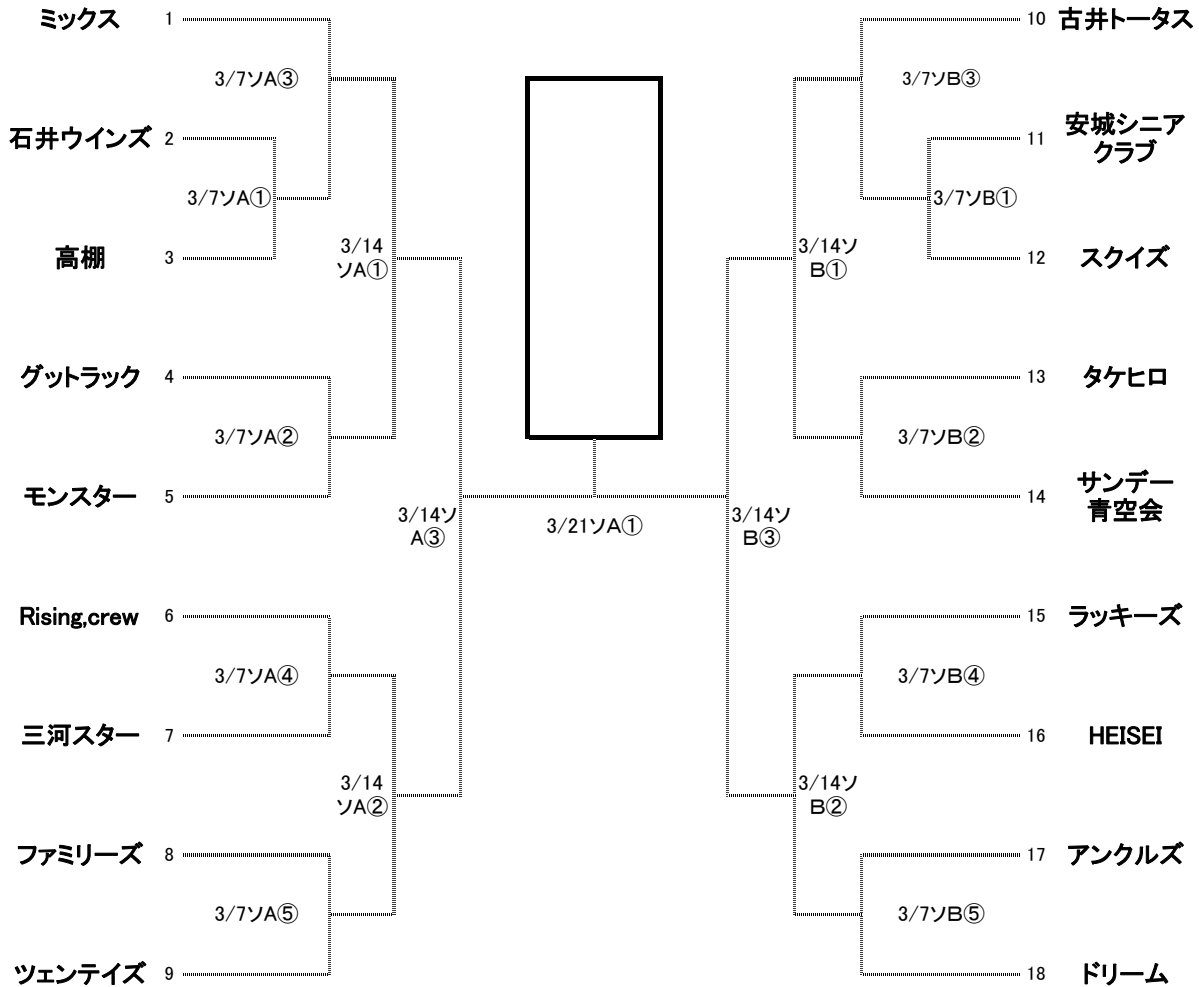 ミックス 1
3/7ソA③
石井ウインズ 2
3/7ソA①
高棚 3
3/14
ソA①
グットラック 4
3/7ソA②
モンスター 5
3/14ソ
A③
Rising,crew 6
3/7ソA④
三河スター 7
3/14
ソA②
ファミリーズ 8
3/7ソA⑤
ツェンテイズ 9
3/21ソA①
10 古井トータス
3/7ソB③
11 安城シニア
クラブ
3/7ソB①
12 スクイズ
3/14ソ
B①
13 タケヒロ
3/7ソB②
14 サンデー
青空会
3/14ソ
B③
15 ラッキーズ
3/7ソB④
16 HEISEI
3/14ソ
B②
17 アンクルズ
3/7ソB⑤
18 ドリーム